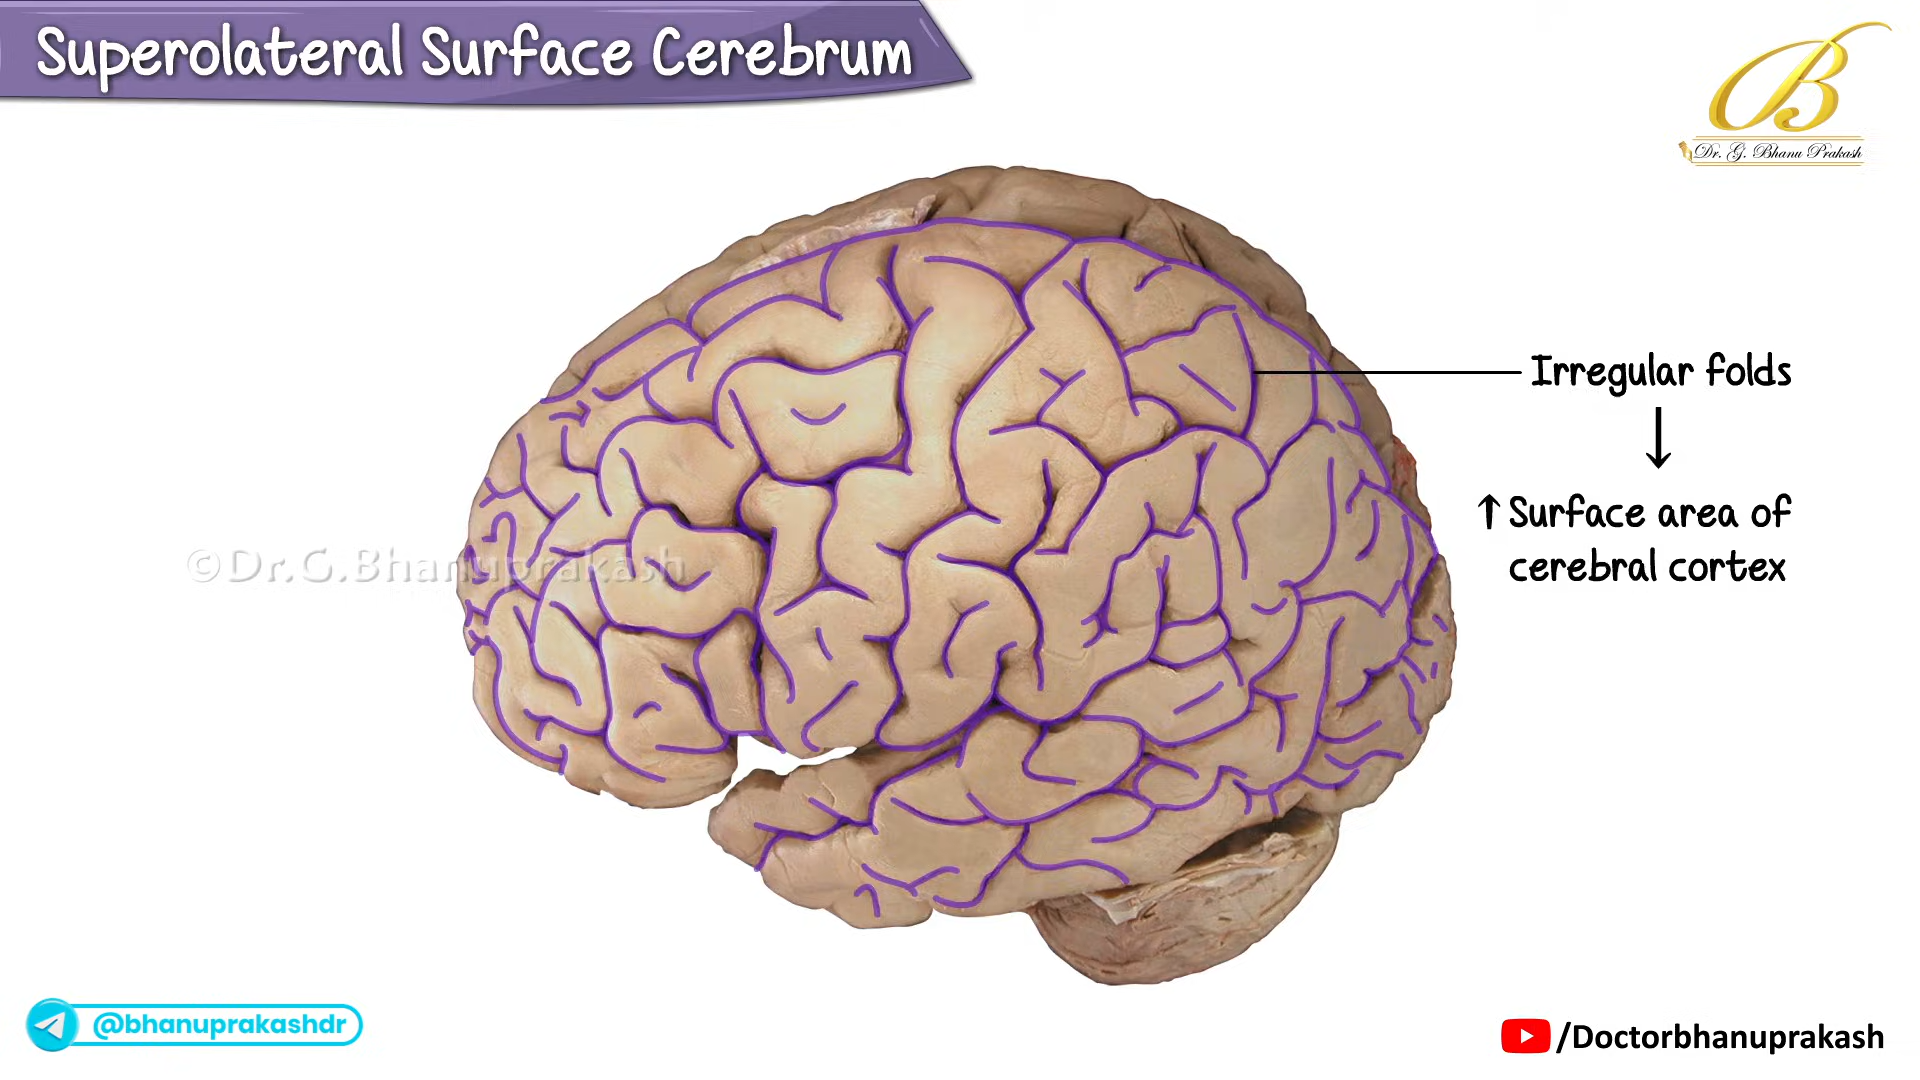 Superolateral Surface Cerebrum
B
Dr. G. Bhanu Prakash
Irregular folds
↓
↑ Surface area of
cerebral cortex
©Dr.G.Bhanuprakash
@bhanuprakashdr
/Doctorbhanuprakash